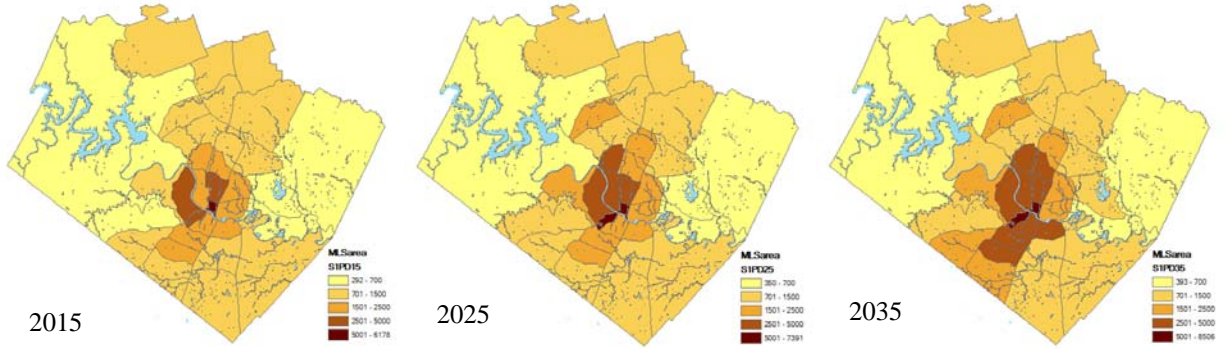 MLSarea
S1PD15
292 - 700
701 - 1500
1501 - 2500
2501 - 5000
5001 - 6178
2015
MLSarea
S1PD25
350 - 700
701 - 1500
1501 - 2500
2501 - 5000
5001 - 7391
2025
MLSarea
S1PD35
393 - 700
701 - 1500
1501 - 2500
2501 - 5000
5001 - 8506
2035